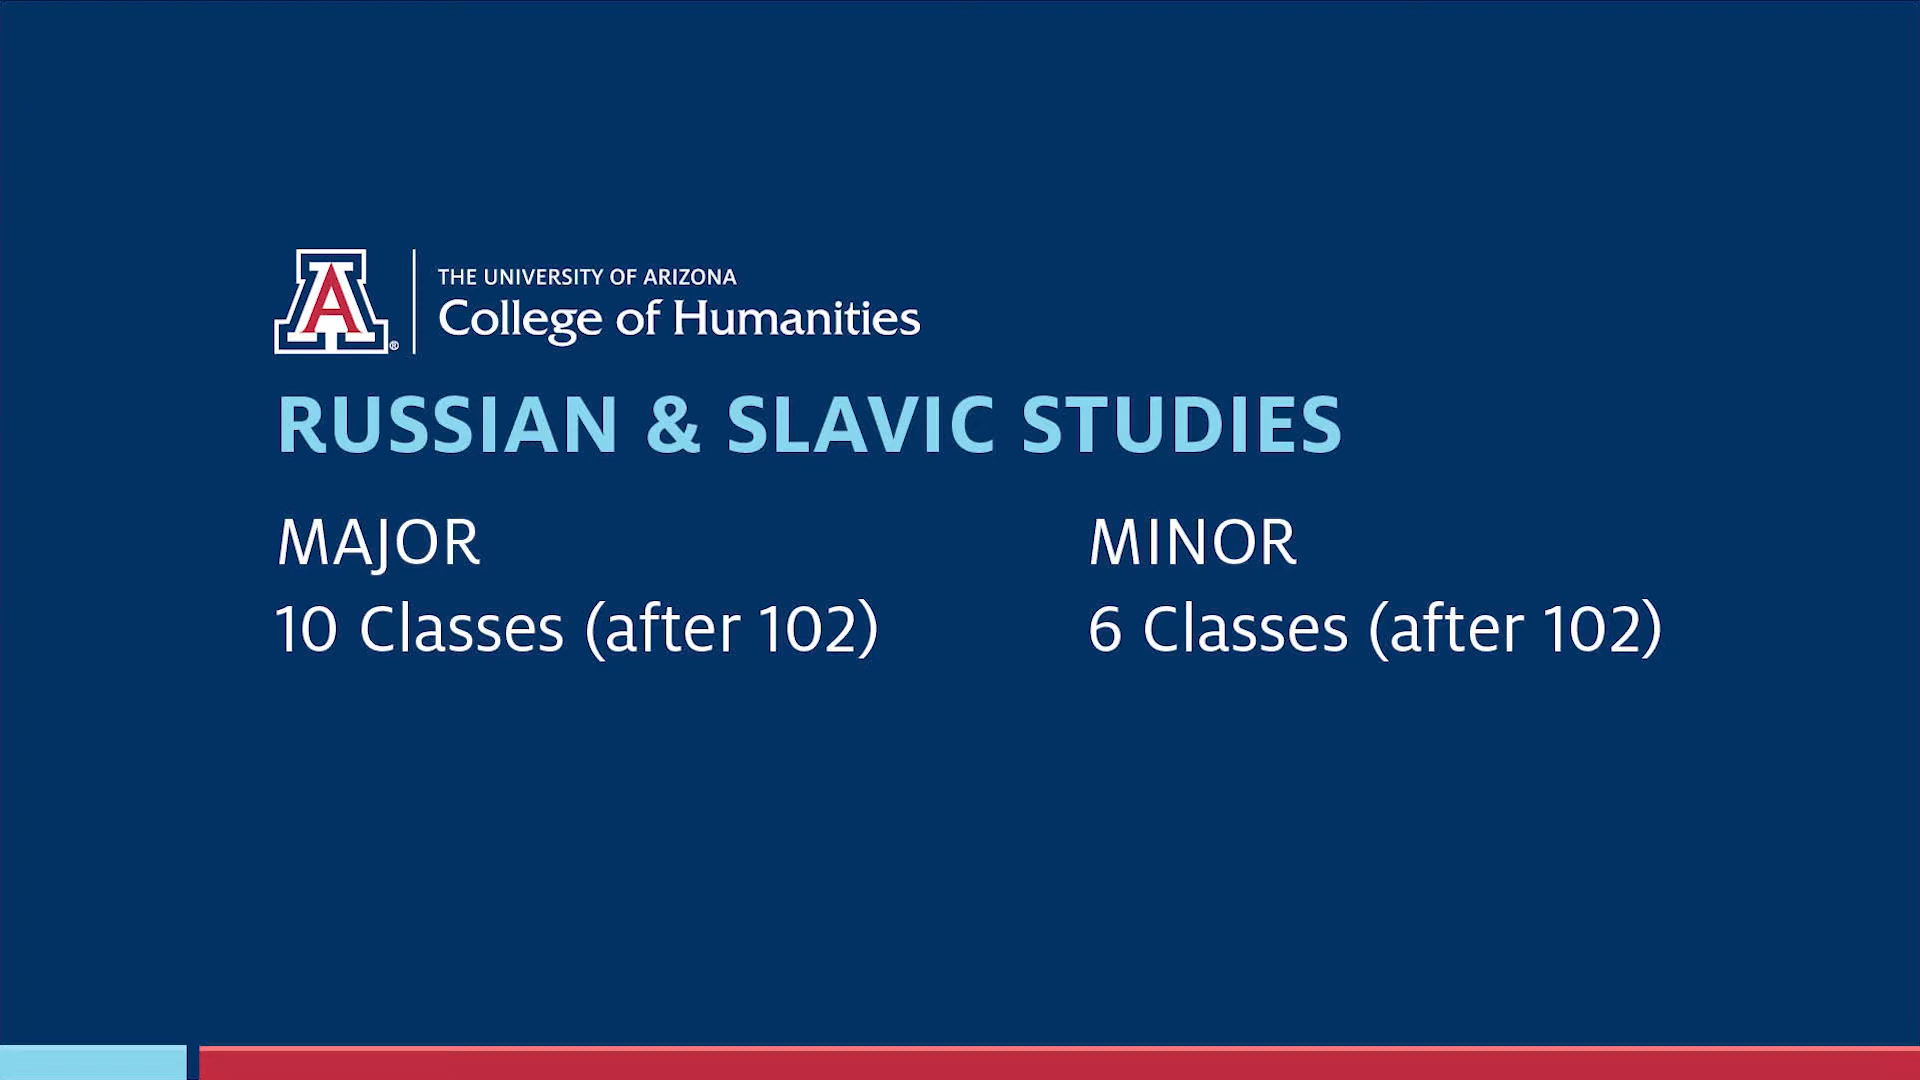 A®
THE UNIVERSITY OF ARIZONA
College of Humanities
RUSSIAN & SLAVIC STUDIES
MAJOR
10 Classes (after 102)
MINOR
6 Classes (after 102)